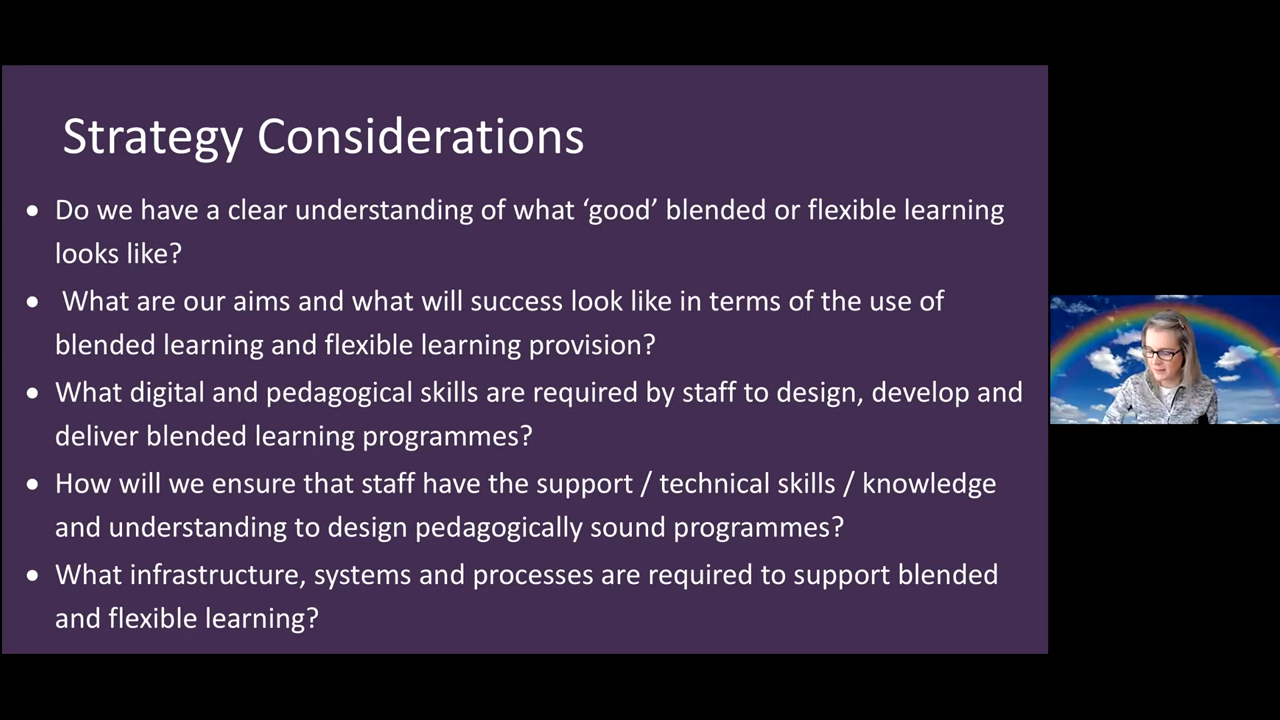 Strategy Considerations
• Do we have a clear understanding of what ‘good’ blended or flexible learning
looks like?
• What are our aims and what will success look like in terms of the use of
blended learning and flexible learning provision?
• What digital and pedagogical skills are required by staff to design, develop and
deliver blended learning programmes?
• How will we ensure that staff have the support / technical skills / knowledge
and understanding to design pedagogically sound programmes?
• What infrastructure, systems and processes are required to support blended
and flexible learning?